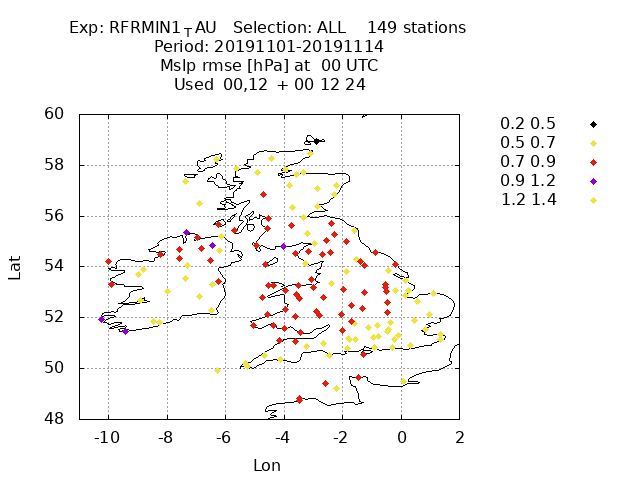 Exp: RFRMIN1_TAU   Selection: ALL    149 stations
Period: 20191101-20191114
Mslp rmse [hPa] at  00 UTC
Used  00,12  + 00 12 24
60
58
56
54
52
50
48
Lat
-10 -8 -6 -4 -2 0 2
Lon
0.2 0.5
0.5 0.7
0.7 0.9
0.9 1.2
1.2 1.4